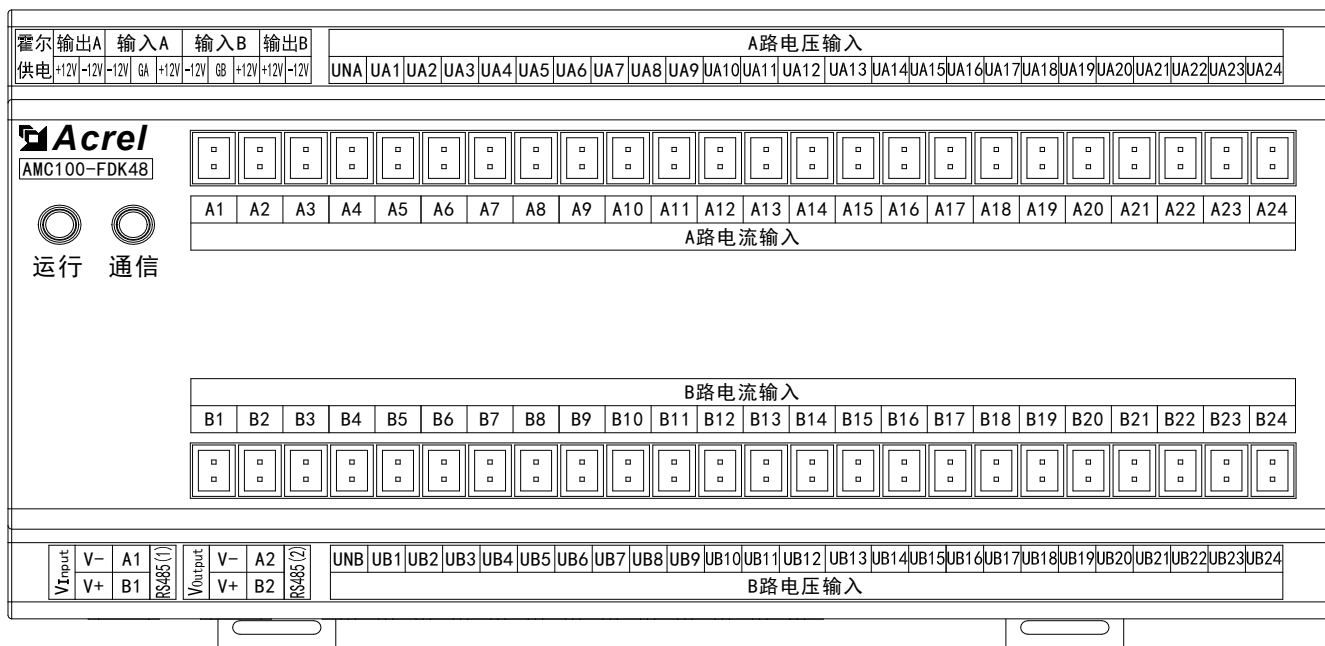 霍尔 输出A 输入A 输入B 输出B A路电压输入
供电 +12V -12V -12V GA +12V -12V GB +12V +12V -12V UNA UA1 UA2 UA3 UA4 UA5 UA6 UA7 UA8 UA9 UA10 UA11 UA12 UA13 UA14 UA15 UA16 UA17 UA18 UA19 UA20 UA21 UA22 UA23 UA24
Acrel
AMC100-FDK48
A1 A2 A3 A4 A5 A6 A7 A8 A9 A10 A11 A12 A13 A14 A15 A16 A17 A18 A19 A20 A21 A22 A23 A24
A路电流输入
运行 通信
B路电流输入
B1 B2 B3 B4 B5 B6 B7 B8 B9 B10 B11 B12 B13 B14 B15 B16 B17 B18 B19 B20 B21 B22 B23 B24
VInput V- A1 RS485(1) VOutput V- A2 RS485(2) UNB UB1 UB2 UB3 UB4 UB5 UB6 UB7 UB8 UB9 UB10 UB11 UB12 UB13 UB14 UB15 UB16 UB17 UB18 UB19 UB20 UB21 UB22 UB23 UB24
V+ B1 V+ B2 B路电压输入